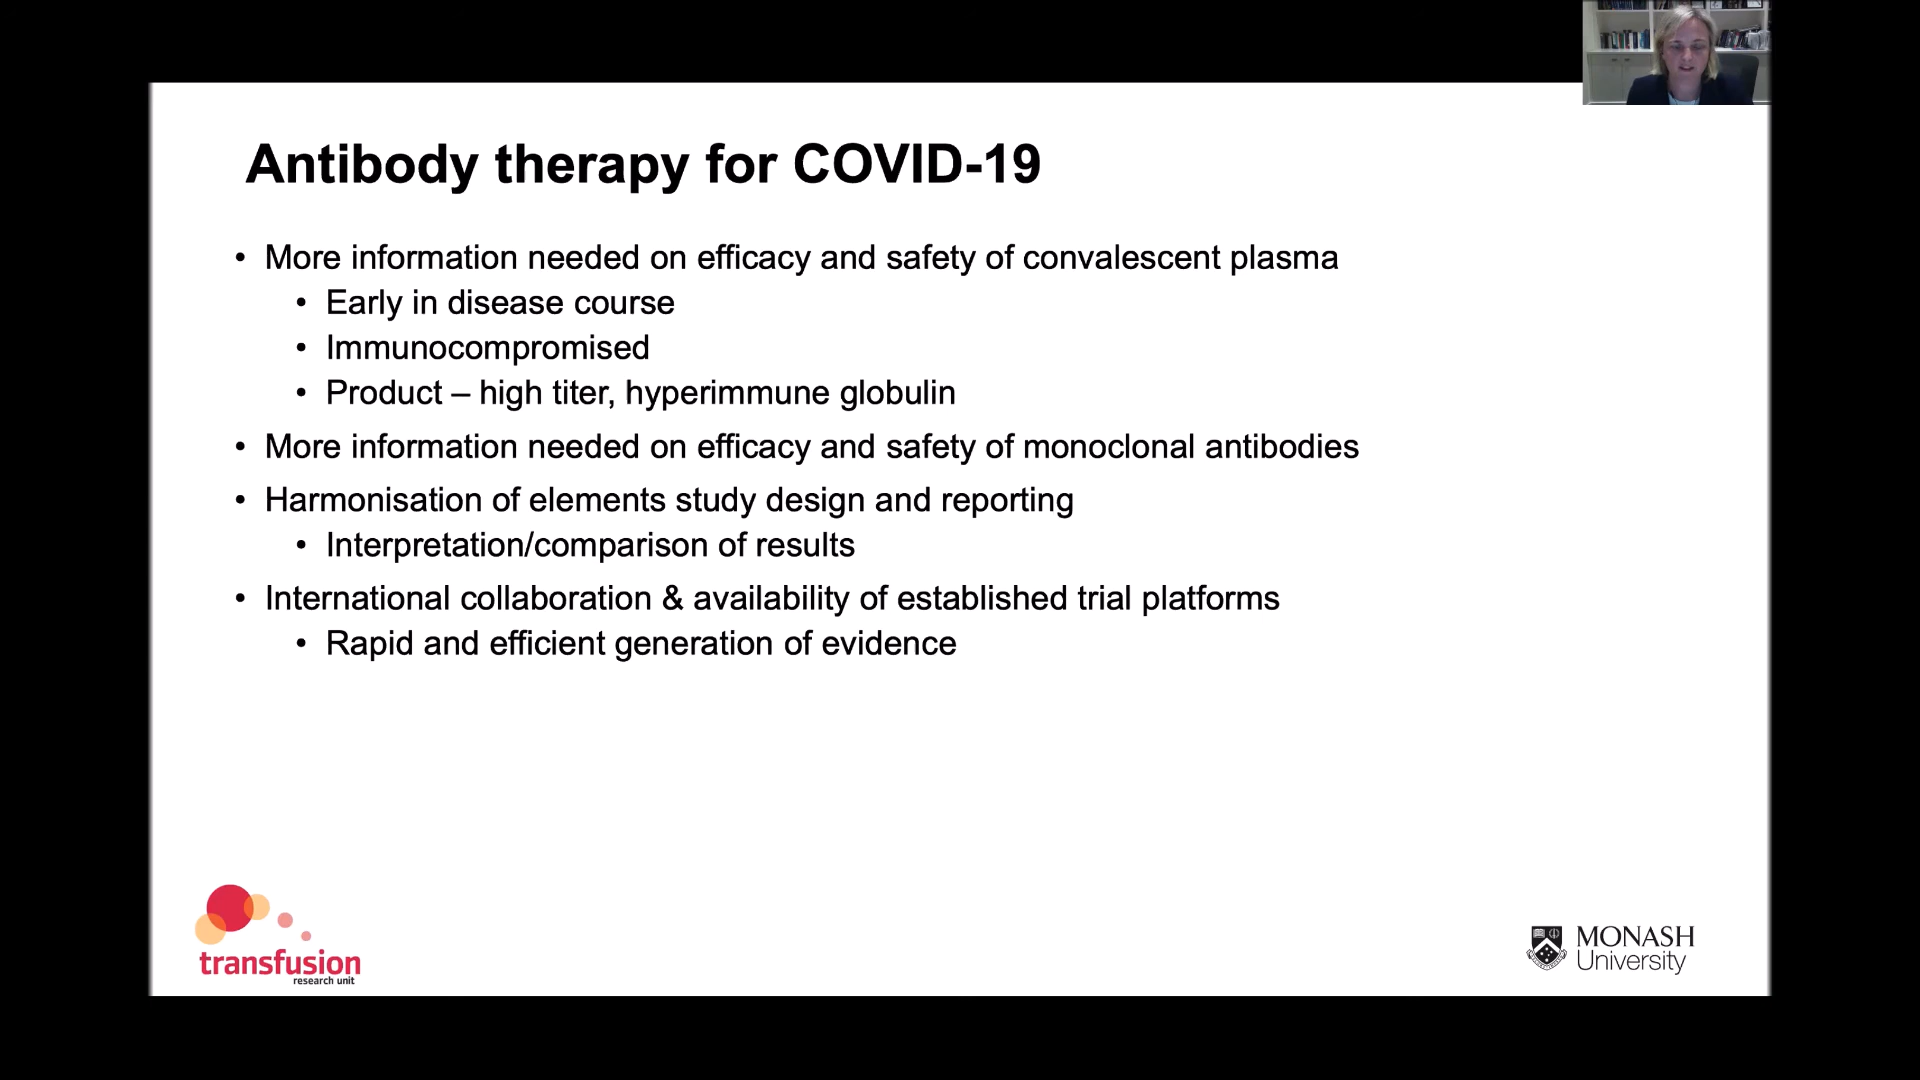 Antibody therapy for COVID-19
• More information needed on efficacy and safety of convalescent plasma
• Early in disease course
• Immunocompromised
• Product – high titer, hyperimmune globulin
• More information needed on efficacy and safety of monoclonal antibodies
• Harmonisation of elements study design and reporting
• Interpretation/comparison of results
• International collaboration & availability of established trial platforms
• Rapid and efficient generation of evidence
transfusion
research unit
MONASH
University